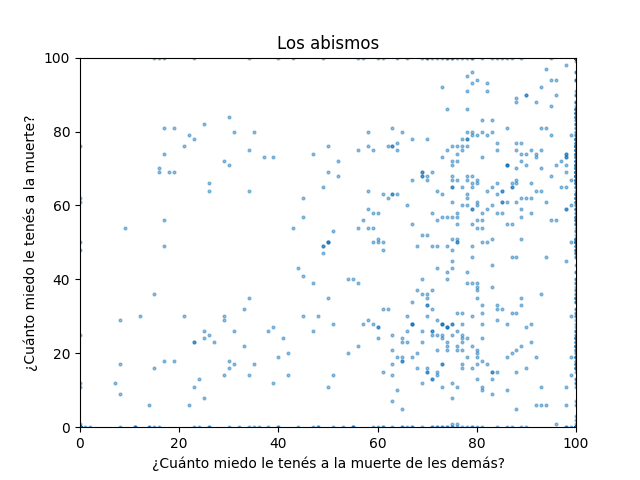 Los abismos
100
80
60
40
20
0
¿Cuánto miedo le tenés a la muerte?
0 20 40 60 80 100
¿Cuánto miedo le tenés a la muerte de les demás?